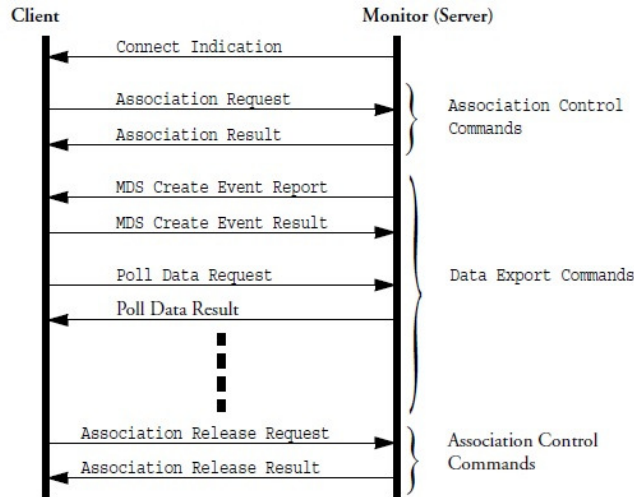 Client
Monitor (Server)
Connect Indication
Association Request
Association Result
Association Control
Commands
MDS Create Event Report
MDS Create Event Result
Poll Data Request
Poll Data Result
Data Export Commands
Association Release Request
Association Release Result
Association Control
Commands